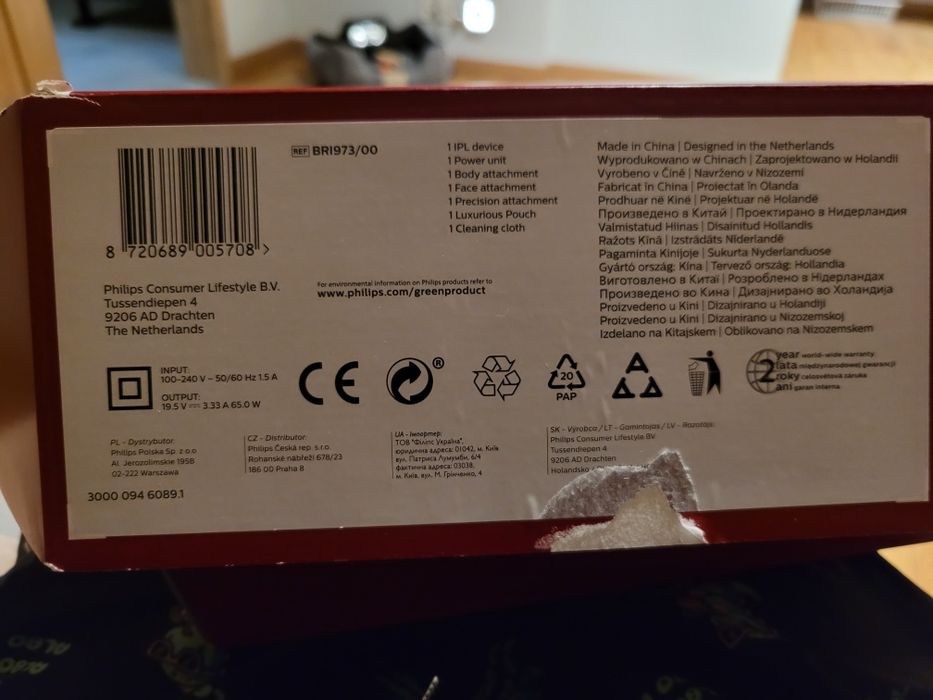 REF BRI973/00
8 720689 005708 >
1 IPL device
1 Power unit
1 Body attachment
1 Face attachment
1 Precision attachment
1 Luxurious Pouch
1 Cleaning cloth
Made in China | Designed in the Netherlands
Wyprodukowano w Chinach | Zaprojektowano w Holandii
Vyrobeno v Číně | Navrženo v Nizozemí
Fabricat în China | Proiectat în Olanda
Prodhuar në Kinë | Projektuar në Holandë
Произведено в Китай | Проектирано в Нидерландия
Valmistatud Hiinas | Disainitud Hollandis
Ražots Ķīnā | Izstrādāts Nīderlandē
Pagaminta Kinijoje | Sukurta Nyderlanduose
Gyártó ország: Kína | Tervező ország: Hollandia
Виготовлено в Китаї | Розроблено в Нідерландах
Произведено во Кина | Дизајнирано во Холандија
Proizvedeno u Kini | Dizajnirano u Holandiji
Proizvedeno u Kini | Dizajnirano u Nizozemskoj
Izdelano na Kitajskem | Oblikovano na Nizozemskem
Philips Consumer Lifestyle B.V.
Tussendiepen 4
9206 AD Drachten
The Netherlands
For environmental information on Philips products refer to
www.philips.com/greenproduct
INPUT:
100-240 V ~ 50/60 Hz 1.5 A
OUTPUT:
19.5 V ⎓ 3.33 A 65.0 W
CE
®
20
PAP
A
2
year world-wide warranty
lata międzynarodowej gwarancji
roky celosvětová záruka
ani garan interna
PL - Dystrybutor:
Philips Polska Sp. z o.o.
Al. Jerozolimskie 195B
02-222 Warszawa
CZ - Distributor:
Philips Česká rep. s.r.o.
Rohanské nábřeží 678/23
186 00 Praha 8
UA - Імпортер:
ТОВ "Філіпс Україна",
юридична адреса: 01042, м. Київ
вул. Патриса Лумумби, 6/4
фактична адреса: 03038,
м. Київ, вул. М. Грінченко, 4
SK - Výrobca / LT - Gamintojas / LV - Ražotājs:
Philips Consumer Lifestyle BV
Tussendiepen 4
9206 AD Drachten
Holandsko
3000 094 6089.1